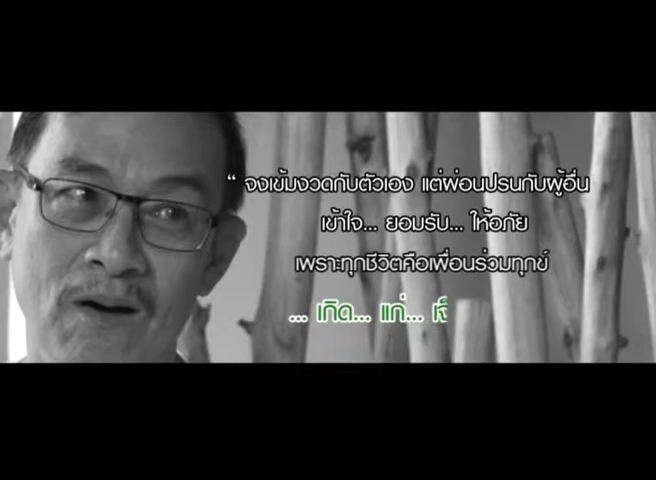 “ จงเข้มงวดกับตัวเอง แต่ผ่อนปรนกับผู้อื่น
เข้าใจ... ยอมรับ... ให้อภัย
เพราะทุกชีวิตคือเพื่อนร่วมทุกข์
... เกิด... แก่...